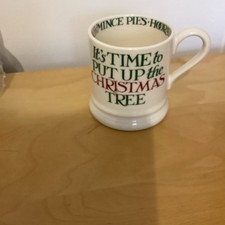 MINCE PIES-
It's TIME to
PUT UP the
CHRISTMAS
TREE